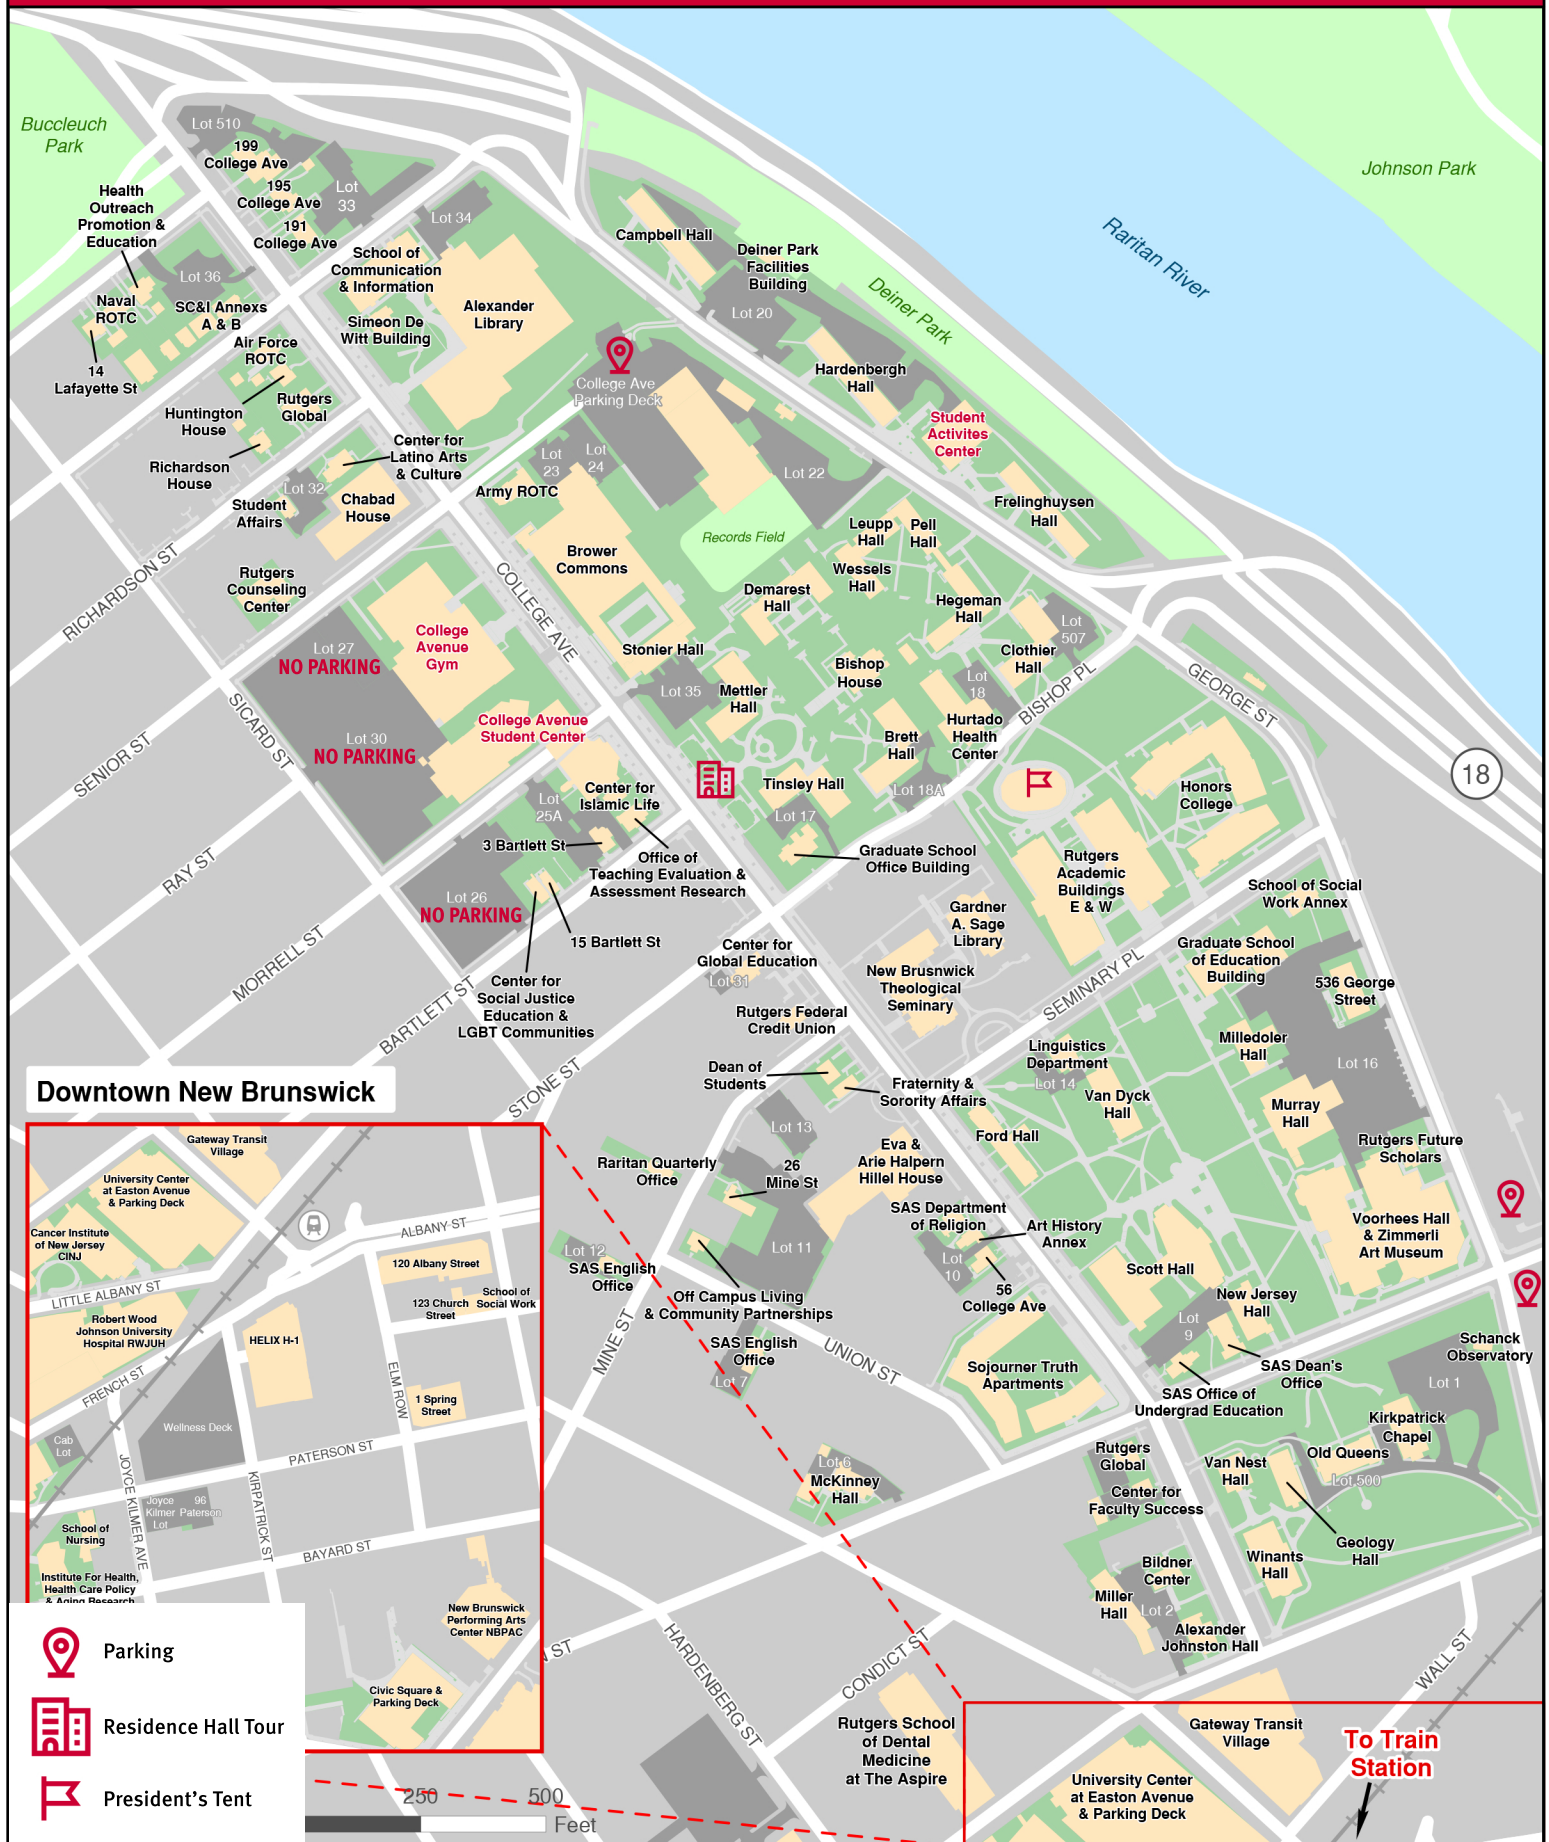 Buccleuch
Park
Lot 510
199
College Ave
195
College Ave
Lot
33
191
College Ave
Health
Outreach
Promotion &
Education
Lot 34
Lot 36
Naval
ROTC
SC&I Annexs
A & B
School of
Communication
& Information
Simeon De
Witt Building
Alexander
Library
Air Force
ROTC
14
Lafayette St
Huntington
House
Rutgers
Global
Richardson
House
Center for
Latino Arts
& Culture
Lot 32
Student
Affairs
Chabad
House
Rutgers
Counseling
Center
Campbell Hall
Deiner Park
Facilities
Building
Lot 20
Deiner Park
Raritan River
Johnson Park
Hardenbergh
Hall
Student
Activites
Center
College Ave
Parking Deck
Lot
23
Lot
24
Lot 22
Army ROTC
Records Field
Brower
Commons
Frelinghuysen
Hall
Leupp
Hall
Pell
Hall
Wessels
Hall
Demarest
Hall
Hegeman
Hall
Clothier
Hall
Lot
507
Stonier Hall
Bishop
House
Lot
18
Lot 35
Mettler
Hall
Brett
Hall
Hurtado
Health
Center
Tinsley Hall
Lot 18A
Lot 17
Graduate School
Office Building
BISHOP PL
GEORGE ST
18
RICHARDSON ST
COLLEGE AVE
College
Avenue
Gym
Lot 27
NO PARKING
Lot 30
NO PARKING
College Avenue
Student Center
SICARD ST
SENIOR ST
Center for
Islamic Life
Lot
25A
3 Bartlett St
Office of
Teaching Evaluation &
Assessment Research
Lot 26
NO PARKING
15 Bartlett St
RAY ST
MORRELL ST
BARTLETT ST
Center for
Social Justice
Education &
LGBT Communities
STONE ST
Honors
College
Rutgers
Academic
Buildings
E & W
School of Social
Work Annex
Gardner
A. Sage
Library
Center for
Global Education
Lot 31
New Brusnwick
Theological
Seminary
SEMINARY PL
Graduate School
of Education
Building
536 George
Street
Rutgers Federal
Credit Union
Linguistics
Department
Lot 14
Milledoler
Hall
Lot 16
Dean of
Students
Fraternity &
Sorority Affairs
Van Dyck
Hall
Murray
Hall
Lot 13
Ford Hall
Rutgers Future
Scholars
Raritan Quarterly
Office
26
Mine St
Eva &
Arie Halpern
Hillel House
SAS Department
of Religion
Art History
Annex
Voorhees Hall
& Zimmerli
Art Museum
Lot 12
SAS English
Office
Lot 11
Lot
10
56
College Ave
Scott Hall
New Jersey
Hall
Lot
9
Off Campus Living
& Community Partnerships
MINE ST
SAS English
Office
Lot 7
UNION ST
Sojourner Truth
Apartments
SAS Dean's
Office
SAS Office of
Undergrad Education
Schanck
Observatory
Lot 1
Kirkpatrick
Chapel
Old Queens
Lot 500
Van Nest
Hall
Rutgers
Global
Center for
Faculty Success
Lot 6
McKinney
Hall
Geology
Hall
Winants
Hall
Bildner
Center
Miller
Hall
Lot 2
Alexander
Johnston Hall
HARDENBERG ST
CONDICT ST
WALL ST
Rutgers School
of Dental
Medicine
at The Aspire
Gateway Transit
Village
University Center
at Easton Avenue
& Parking Deck
To Train
Station
Downtown New Brunswick
Gateway Transit
Village
University Center
at Easton Avenue
& Parking Deck
Cancer Institute
of New Jersey
CINJ
ALBANY ST
LITTLE ALBANY ST
120 Albany Street
School of
Social Work
123 Church
Street
Robert Wood
Johnson University
Hospital RWJUH
HELIX H-1
FRENCH ST
ELM ROW
1 Spring
Street
Wellness Deck
Cab
Lot
PATERSON ST
JOYCE KILMER AVE
KIRKPATRICK ST
Joyce
Kilmer
Lot
96
Paterson
School of
Nursing
BAYARD ST
Institute For Health,
Health Care Policy
& Aging Research
New Brunswick
Performing Arts
Center NBPAC
Civic Square &
Parking Deck
ST
Parking
Residence Hall Tour
President's Tent
250
500
Feet